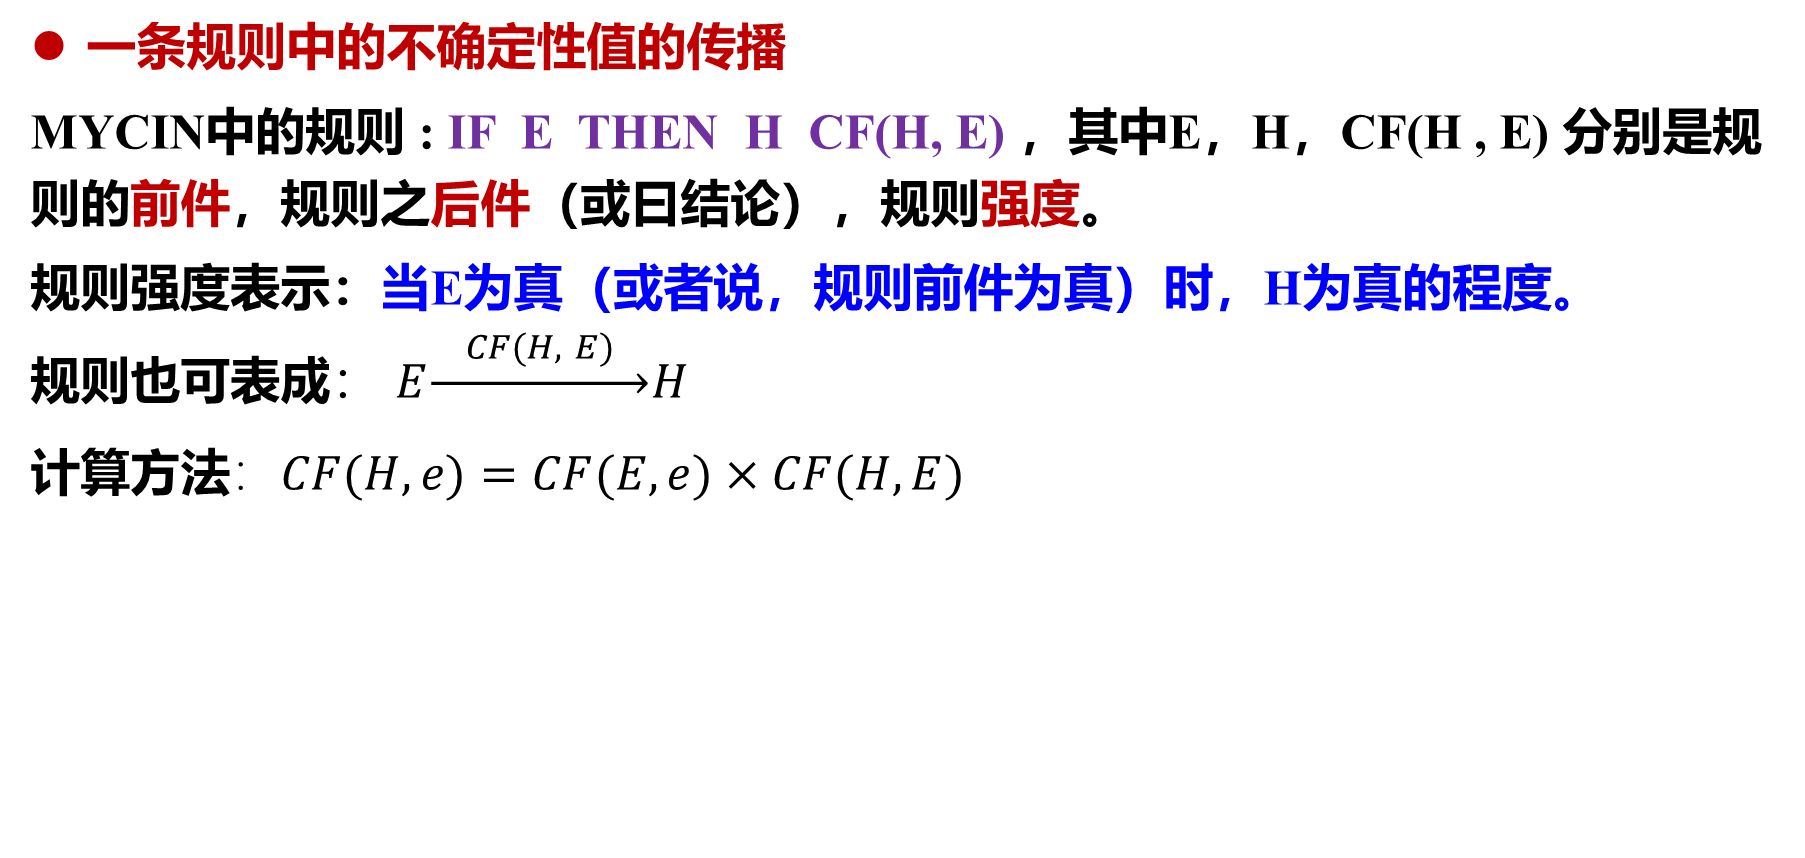 ● 一条规则中的不确定性值的传播
MYCIN中的规则 : IF E THEN H CF(H, E) ，其中E，H，CF(H , E) 分别是规
则的前件，规则之后件（或曰结论），规则强度。
规则强度表示：当E为真（或者说，规则前件为真）时，H为真的程度。
规则也可表成： E \xrightarrow{CF(H, E)} H
计算方法：CF(H,e) = CF(E,e) × CF(H,E)